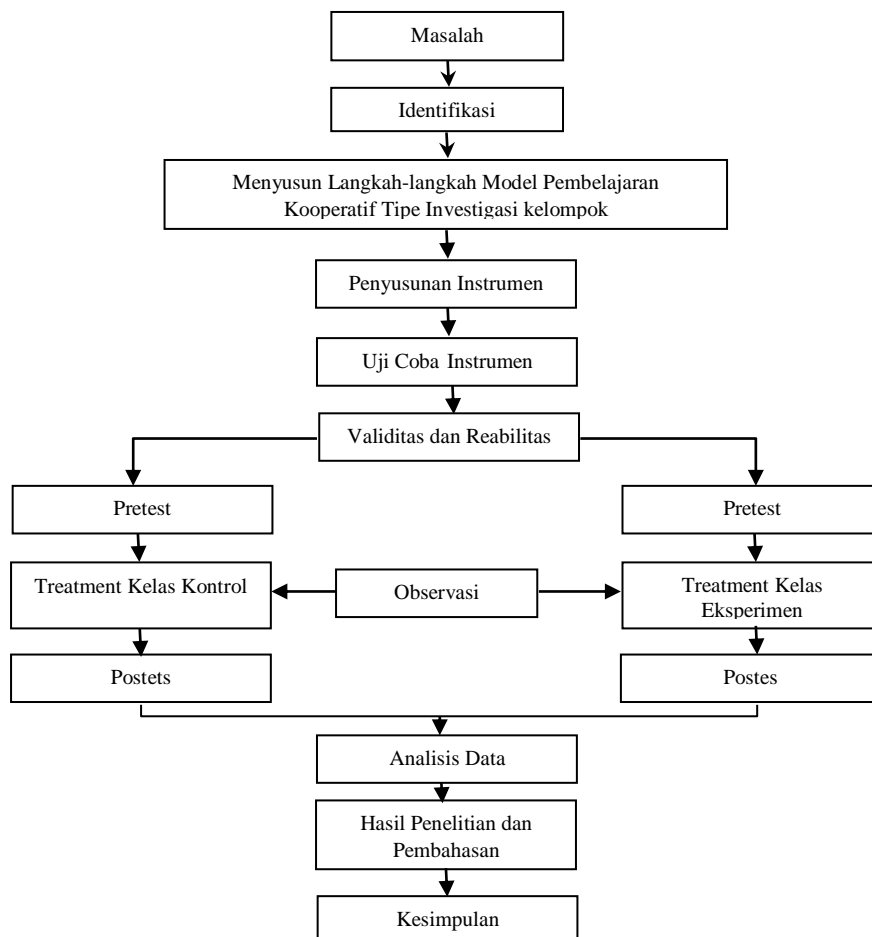 Masalah
Identifikasi
Menyusun Langkah-langkah Model Pembelajaran
Kooperatif Tipe Investigasi kelompok
Penyusunan Instrumen
Uji Coba Instrumen
Validitas dan Reabilitas
Pretest
Pretest
Treatment Kelas Kontrol
Observasi
Treatment Kelas
Eksperimen
Postets
Postes
Analisis Data
Hasil Penelitian dan
Pembahasan
Kesimpulan